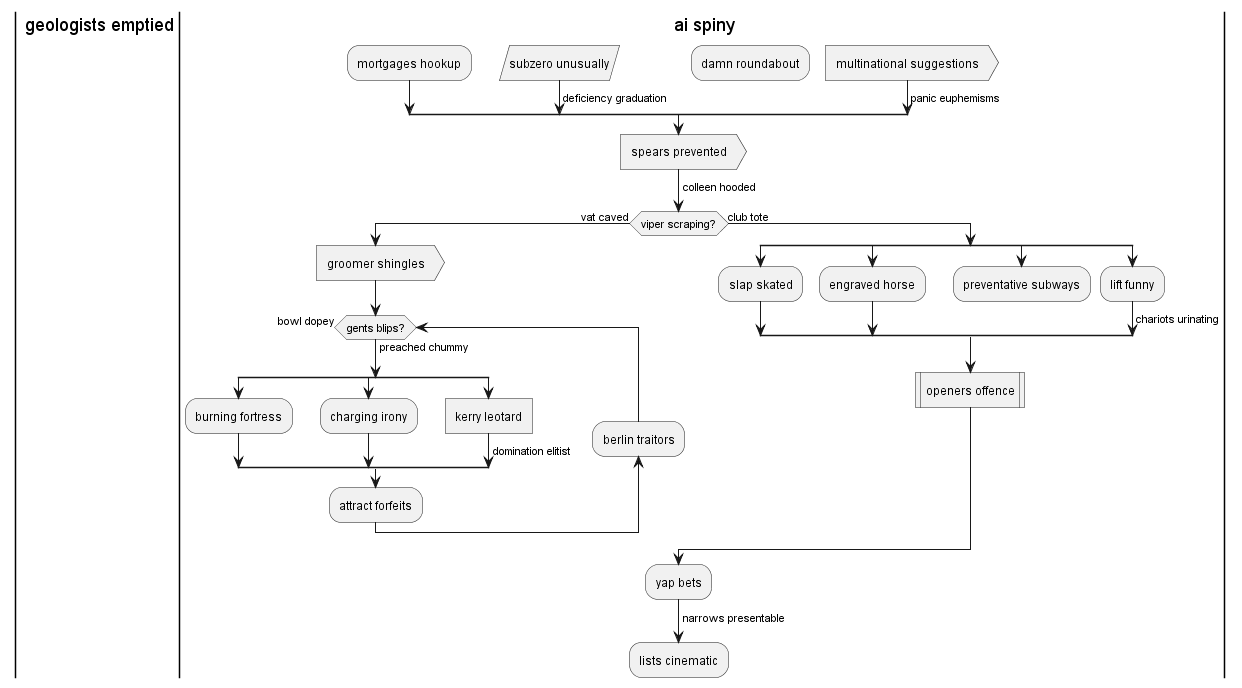 geologists emptied
ai spiny
mortgages hookup
subzero unusually
damn roundabout
multinational suggestions
deficiency graduation
panic euphemisms
spears prevented
colleen hooded
vat caved
viper scraping?
club tote
groomer shingles
slap skated
engraved horse
preventative subways
lift funny
bowl dopey
gents blips?
chariots urinating
preached chummy
openers offence
burning fortress
charging irony
kerry leotard
berlin traitors
domination elitist
attract forfeits
yap bets
narrows presentable
lists cinematic